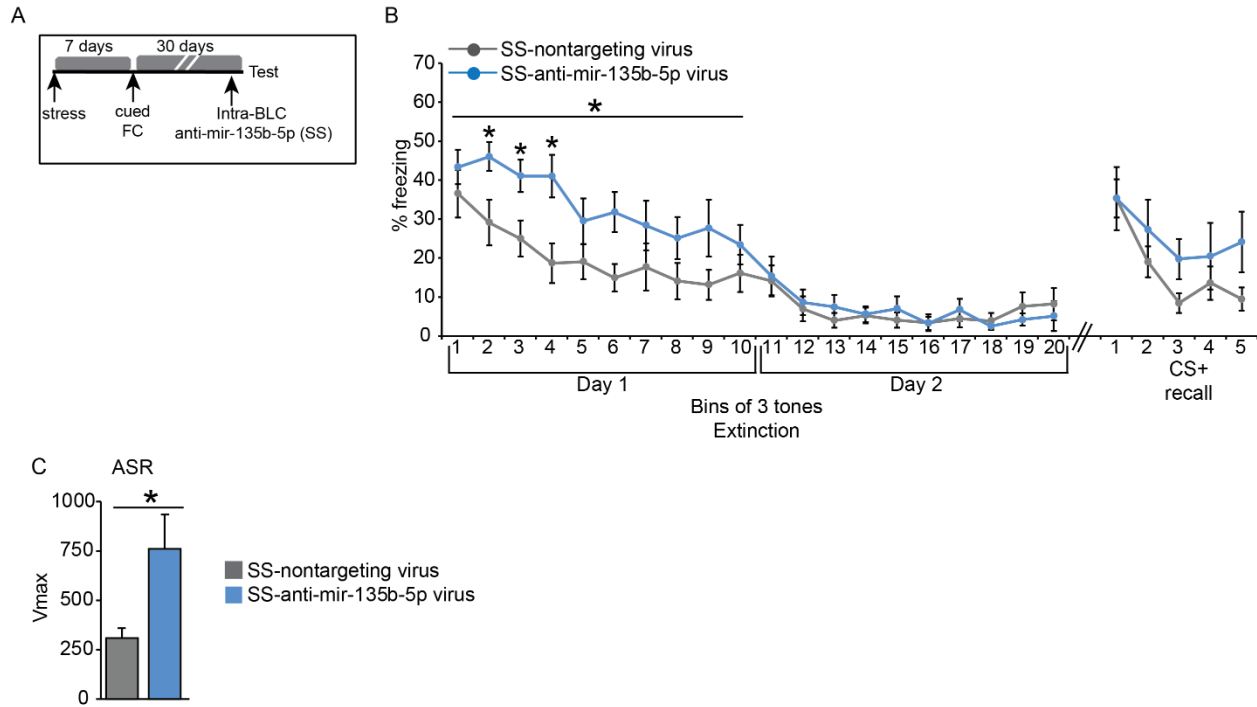 A
7 days 30 days
Test
stress
cued
FC
Intra-BLC
anti-mir-135b-5p (SS)
B
SS-nontargeting virus
SS-anti-mir-135b-5p virus
% freezing
70
60
50
40
30
20
10
0
*
* * *
1 2 3 4 5 6 7 8 9 10 11 12 13 14 15 16 17 18 19 20 // 1 2 3 4 5
Day 1 Day 2
Bins of 3 tones
Extinction
CS+
recall
C ASR
Vmax
1000
750
500
250
0
*
SS-nontargeting virus
SS-anti-mir-135b-5p virus